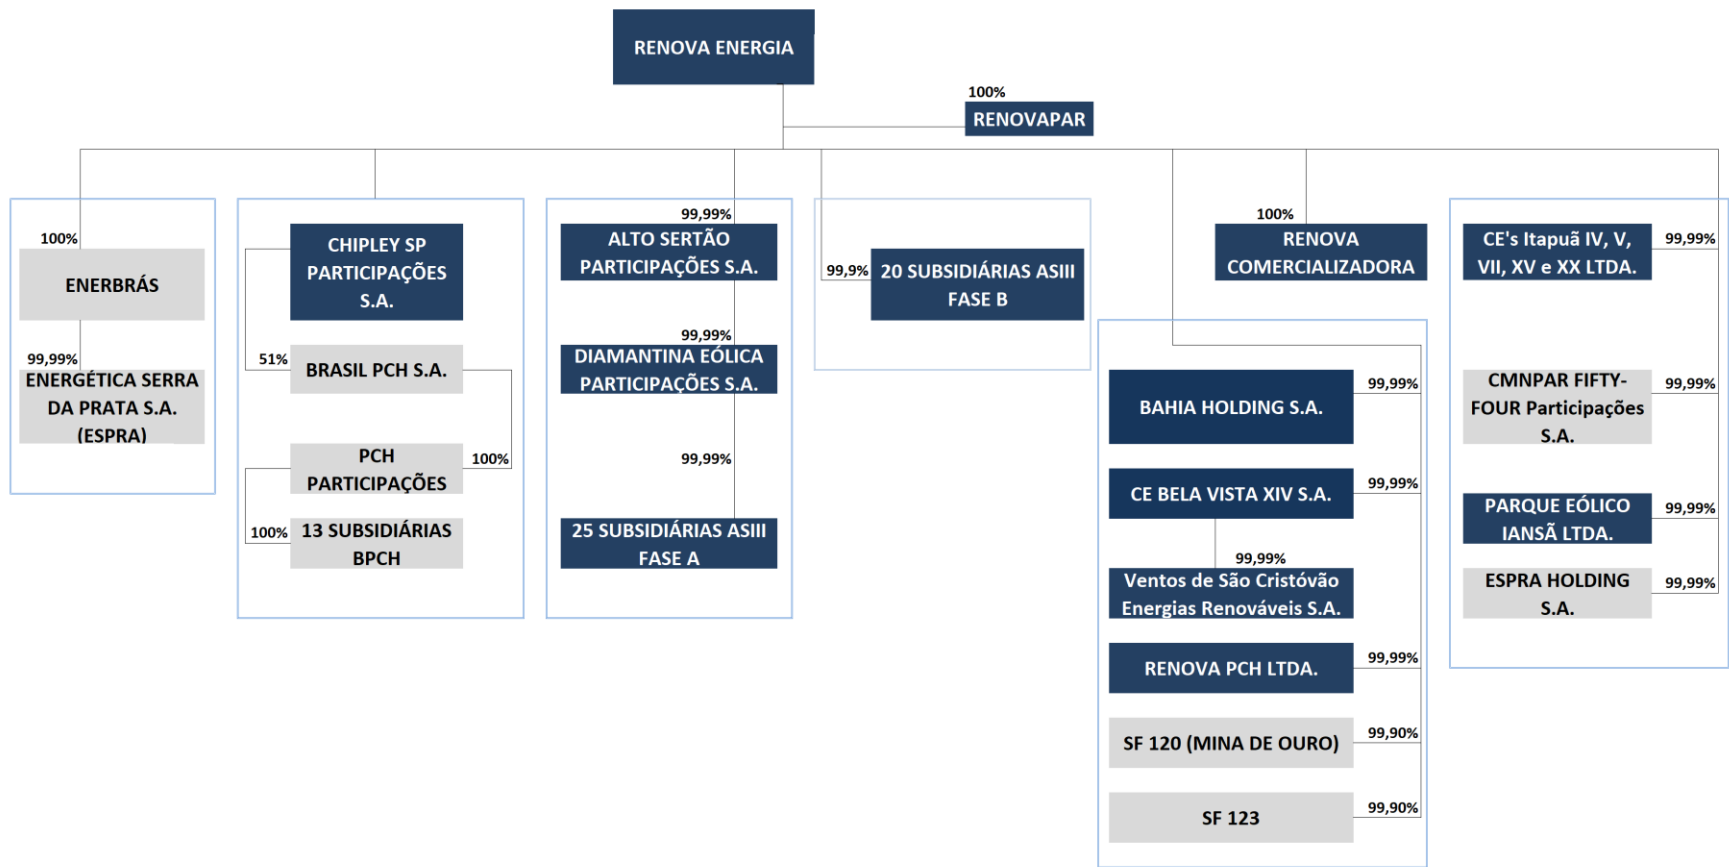 RENOVA ENERGIA
100%
RENOVAPAR
100%
ENERBRÁS
99,99%
ENERGÉTICA SERRA
DA PRATA S.A.
(ESPRA)
CHIPLEY SP
PARTICIPAÇÕES
S.A.
51%
BRASIL PCH S.A.
PCH
PARTICIPAÇÕES
100%
100%
13 SUBSIDIÁRIAS
BPCH
99,99%
ALTO SERTÃO
PARTICIPAÇÕES S.A.
99,99%
DIAMANTINA EÓLICA
PARTICIPAÇÕES S.A.
99,99%
25 SUBSIDIÁRIAS ASIII
FASE A
99,9%
20 SUBSIDIÁRIAS ASIII
FASE B
100%
RENOVA
COMERCIALIZADORA
BAHIA HOLDING S.A.
99,99%
CE BELA VISTA XIV S.A.
99,99%
99,99%
Ventos de São Cristóvão
Energias Renováveis S.A.
RENOVA PCH LTDA.
99,99%
SF 120 (MINA DE OURO)
99,90%
SF 123
99,90%
CE's Itapuã IV, V,
VII, XV e XX LTDA.
99,99%
CMNPAR FIFTY-
FOUR Participações
S.A.
99,99%
PARQUE EÓLICO
IANSÃ LTDA.
99,99%
ESPRA HOLDING
S.A.
99,99%